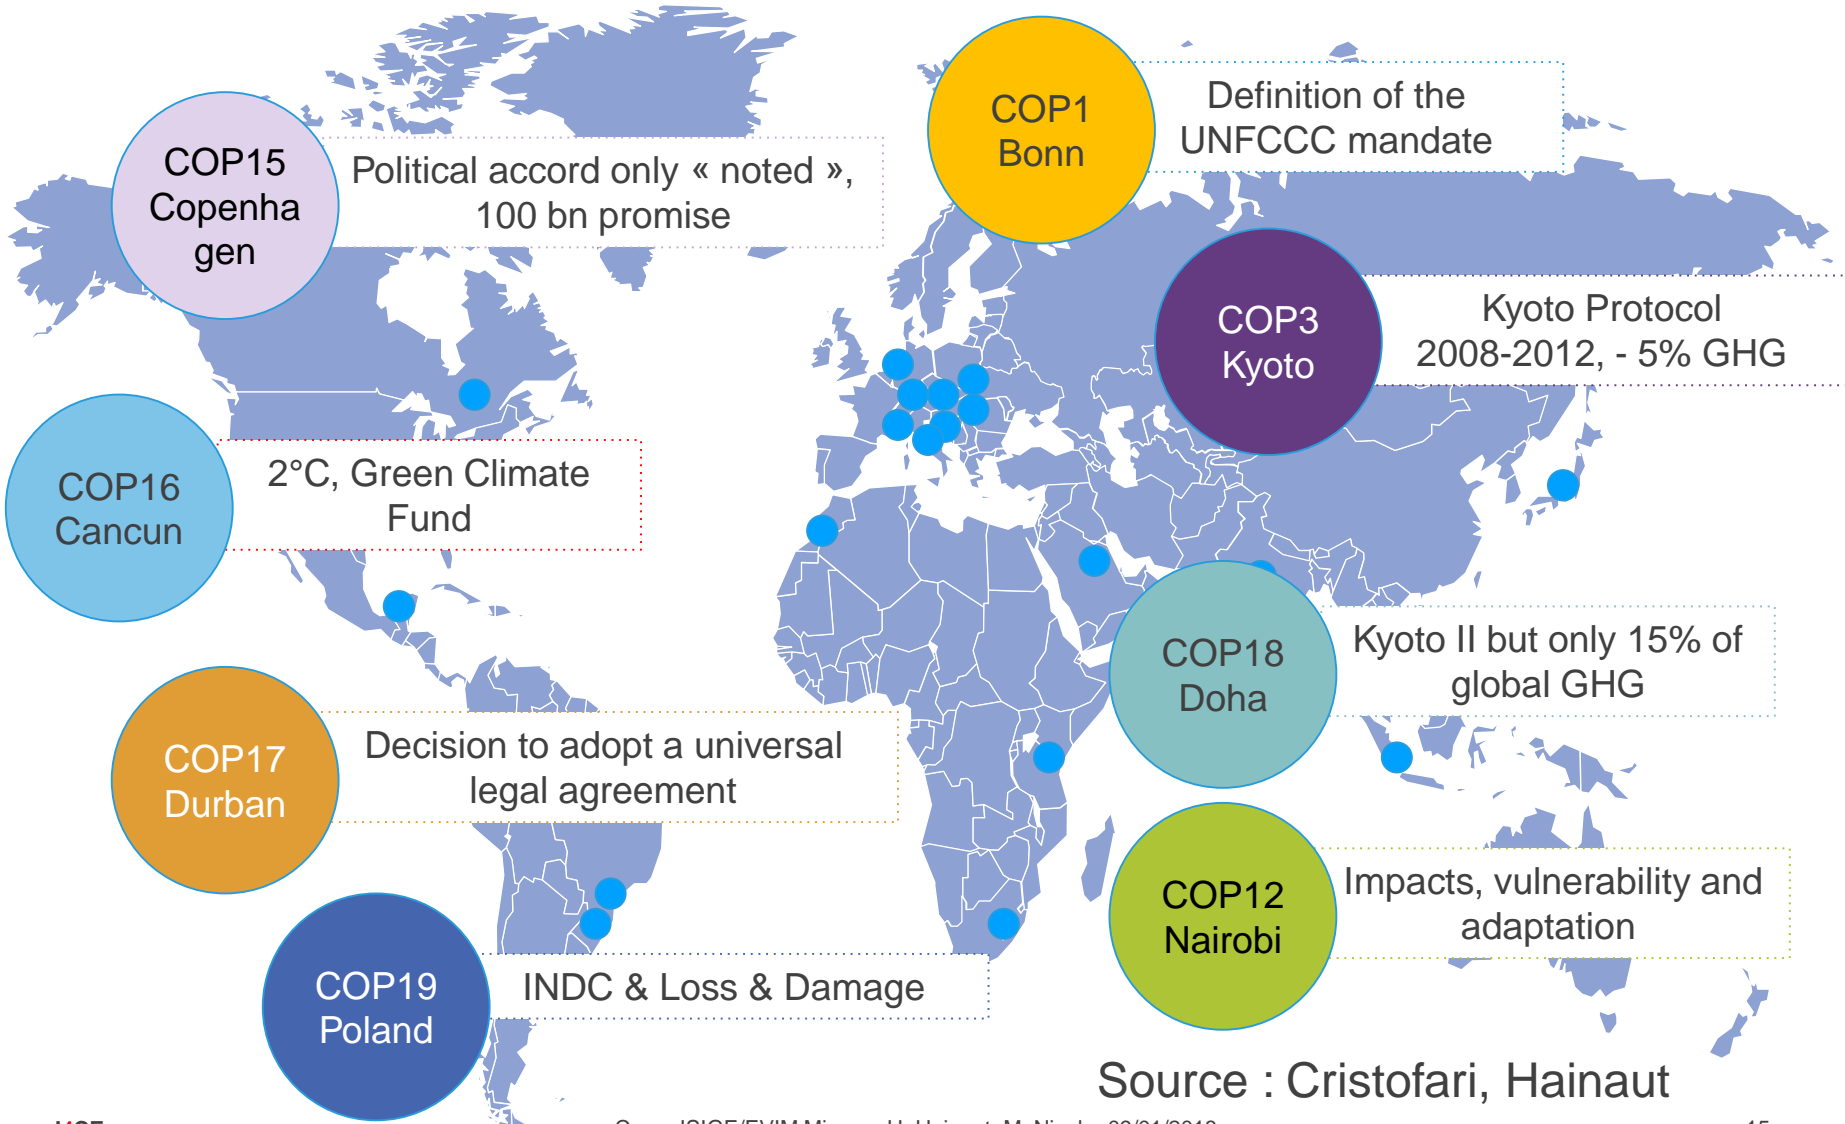 COP1
Bonn
Definition of the
UNFCCC mandate
COP15
Copenha
gen
Political accord only « noted »,
100 bn promise
COP3
Kyoto
Kyoto Protocol
2008-2012, - 5% GHG
COP16
Cancun
2°C, Green Climate
Fund
COP18
Doha
Kyoto II but only 15% of
global GHG
COP17
Durban
Decision to adopt a universal
legal agreement
COP12
Nairobi
Impacts, vulnerability and
adaptation
COP19
Poland
INDC & Loss & Damage
Source : Cristofari, Hainaut